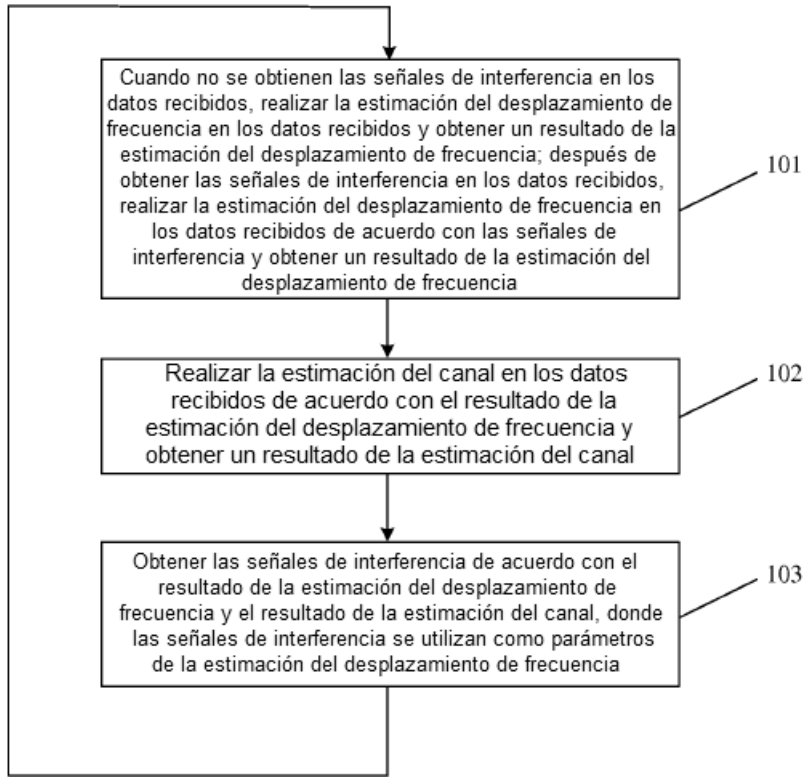 Cuando no se obtienen las señales de interferencia en los
datos recibidos, realizar la estimación del desplazamiento de
frecuencia en los datos recibidos y obtener un resultado de la
estimación del desplazamiento de frecuencia; después de
obtener las señales de interferencia en los datos recibidos,
realizar la estimación del desplazamiento de frecuencia en
los datos recibidos de acuerdo con las señales de
interferencia y obtener un resultado de la estimación del
desplazamiento de frecuencia
101
Realizar la estimación del canal en los datos
recibidos de acuerdo con el resultado de la
estimación del desplazamiento de frecuencia y
obtener un resultado de la estimación del canal
102
Obtener las señales de interferencia de acuerdo con el
resultado de la estimación del desplazamiento de
frecuencia y el resultado de la estimación del canal, donde
las señales de interferencia se utilizan como parámetros
de la estimación del desplazamiento de frecuencia
103